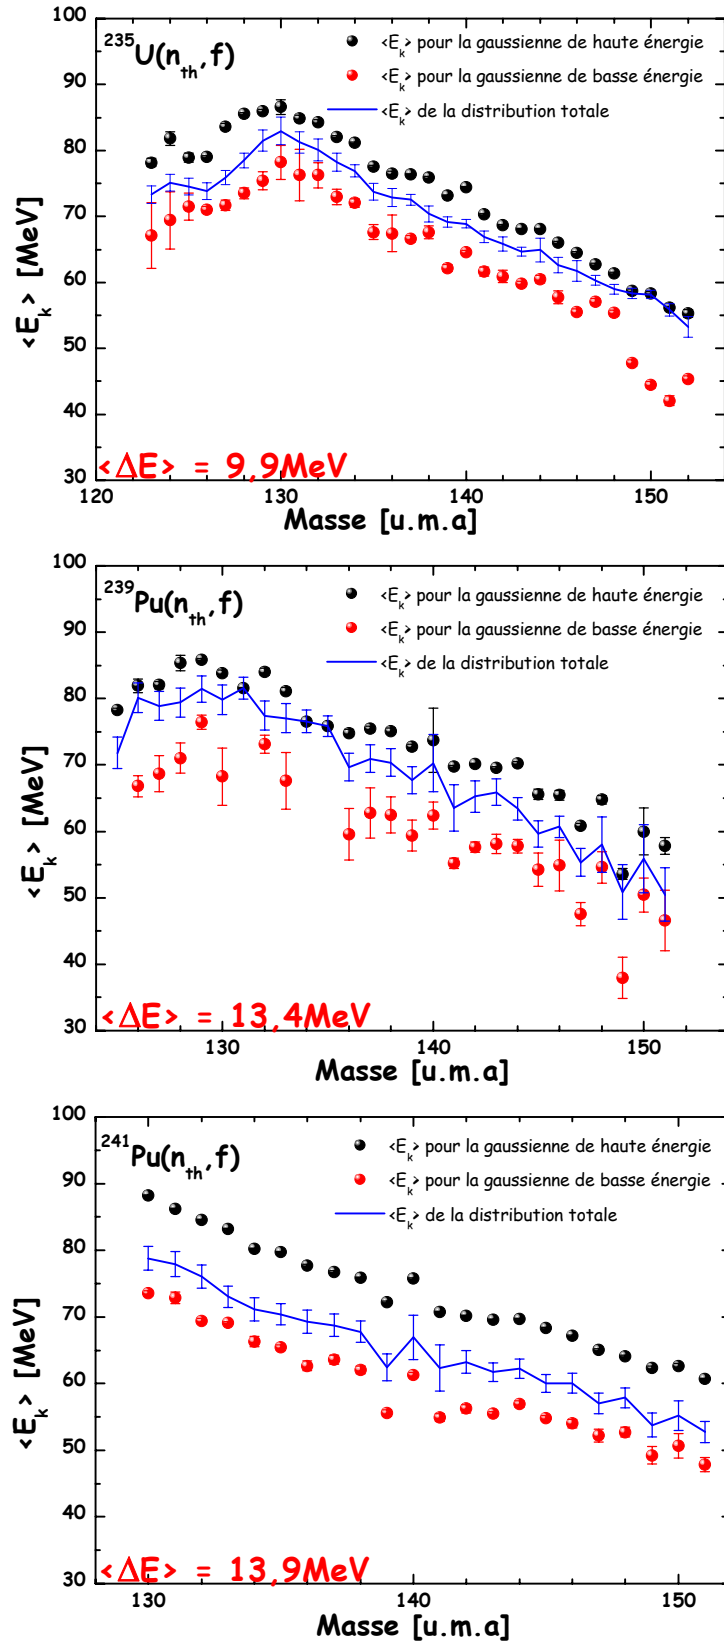 235U(nth,f)
<Ek> pour la gaussienne de haute énergie
<Ek> pour la gaussienne de basse énergie
<Ek> de la distribution totale
100
90
80
70
60
50
40
30
<Ek> [MeV]
<ΔE> = 9,9MeV
120 130 140 150
Masse [u.m.a]
239Pu(nth,f)
<Ek> pour la gaussienne de haute énergie
<Ek> pour la gaussienne de basse énergie
<Ek> de la distribution totale
100
90
80
70
60
50
40
30
<Ek> [MeV]
<ΔE> = 13,4MeV
130 140 150
Masse [u.m.a]
241Pu(nth,f)
<Ek> pour la gaussienne de haute énergie
<Ek> pour la gaussienne de basse énergie
<Ek> de la distribution totale
100
90
80
70
60
50
40
30
<Ek> [MeV]
<ΔE> = 13,9MeV
130 140 150
Masse [u.m.a]